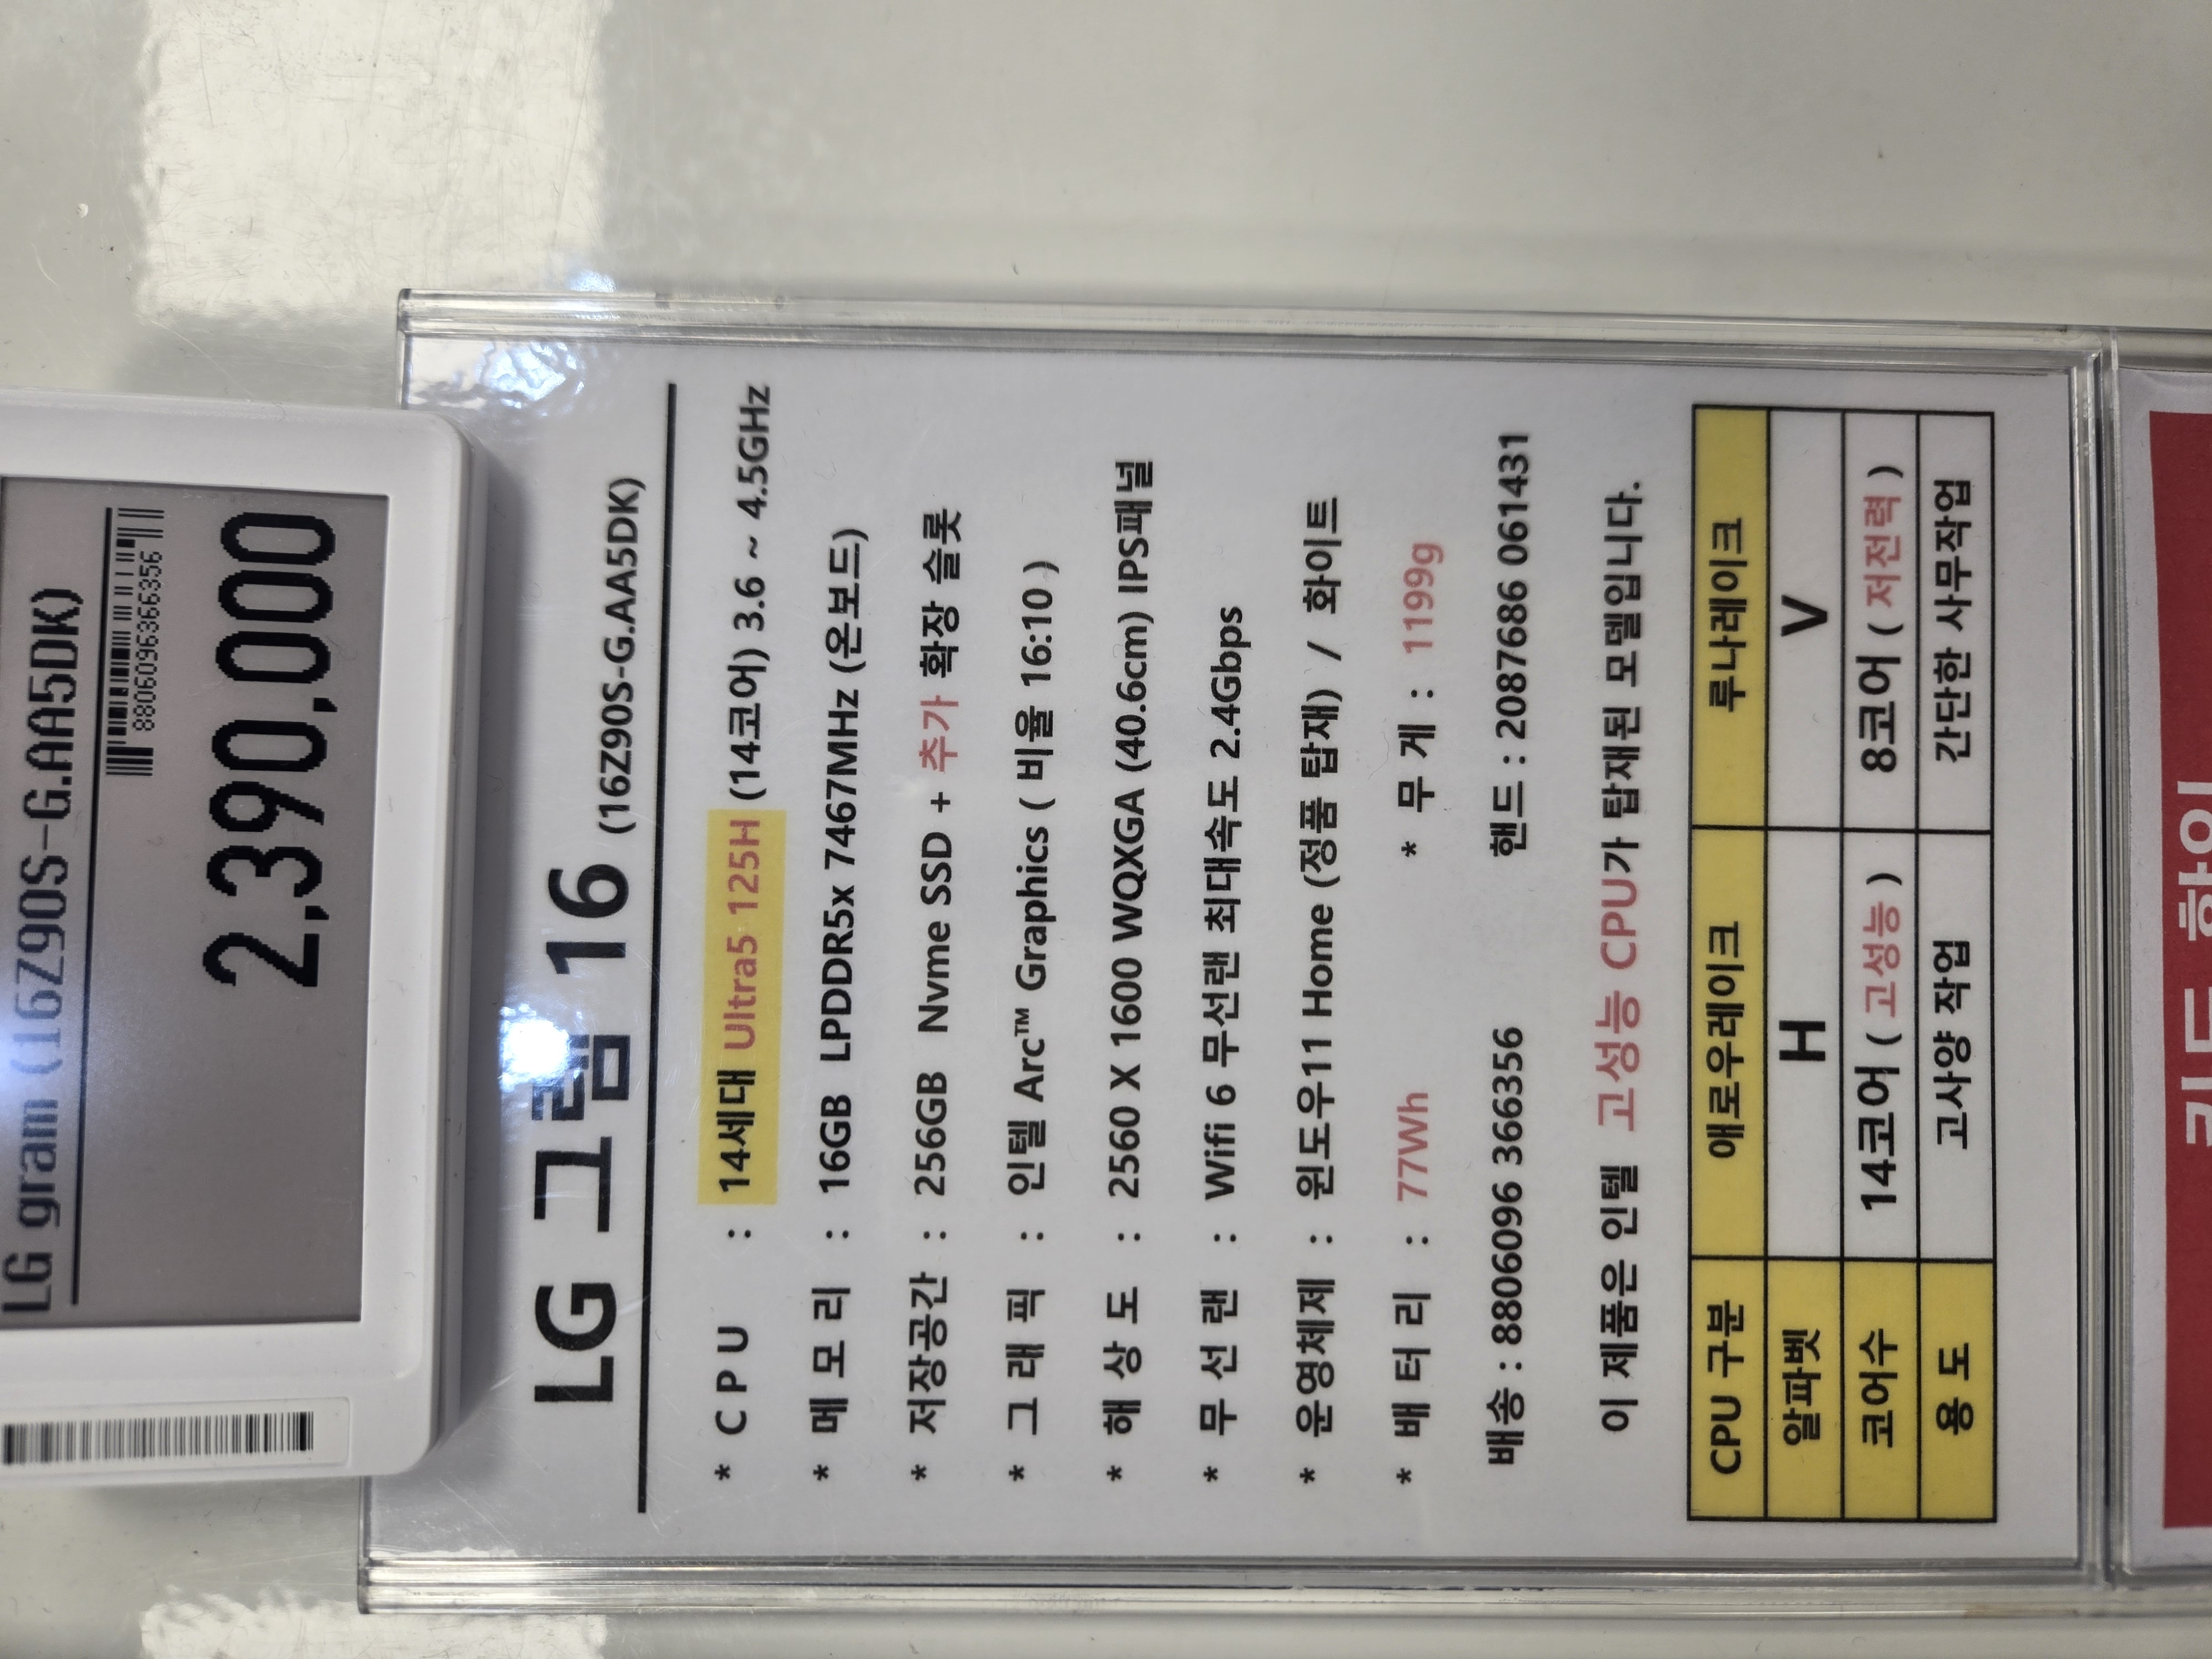 LG gram (16Z90S-G.AA5DK)
8806096366356
2,390,000
LG 그램 16 (16Z90S-G.AA5DK)
* C P U : 14세대 Ultra5 125H (14코어) 3.6 ~ 4.5GHz
* 메 모 리 : 16GB LPDDR5x 7467MHz (온보드)
* 저장공간 : 256GB Nvme SSD + 추가 확장 슬롯
* 그 래 픽 : 인텔 Arc™ Graphics ( 비율 16:10 )
* 해 상 도 : 2560 X 1600 WQXGA (40.6cm) IPS패널
* 무 선 랜 : Wifi 6 무선랜 최대속도 2.4Gbps
* 운영체제 : 윈도우11 Home (정품 탑재) / 화이트
* 배 터 리 : 77Wh * 무 게 : 1199g
배송 : 8806096 366356 핸드 : 2087686 061431
이 제품은 인텔 고성능 CPU가 탑재된 모델입니다.
CPU 구분 애로우레이크 루나레이크
알파벳 H V
코어수 14코어 ( 고성능 ) 8코어 ( 저전력 )
용 도 고사양 작업 간단한 사무작업